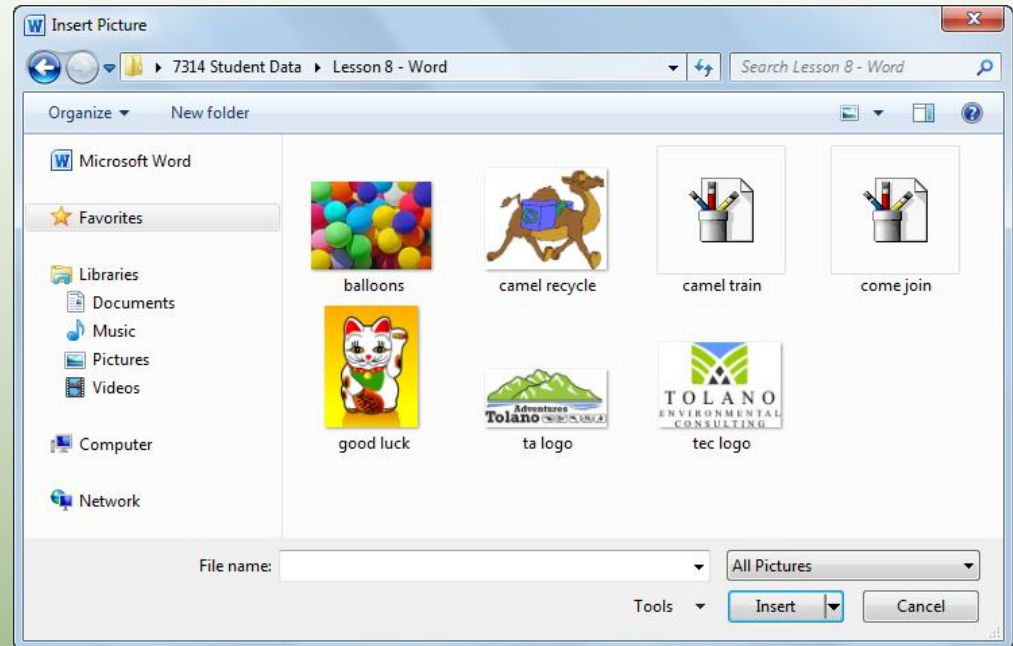 W Insert Picture
7314 Student Data Lesson 8 - Word
Search Lesson 8 - Word
Organize New folder
W Microsoft Word
Favorites
Libraries
Documents
Music
Pictures
Videos
Computer
Network
balloons camel recycle camel train come join
Adventures
Tolano
TOLANO
ENVIRONMENTAL
CONSULTING
good luck ta logo tec logo
File name: All Pictures
Tools Insert Cancel